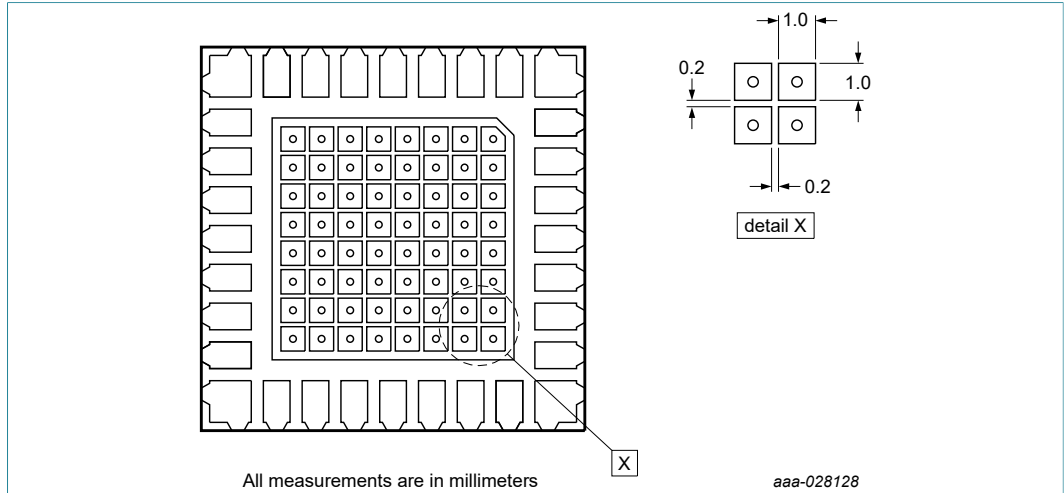 1.0
0.2
1.0
0.2
detail X
X
All measurements are in millimeters
aaa-028128